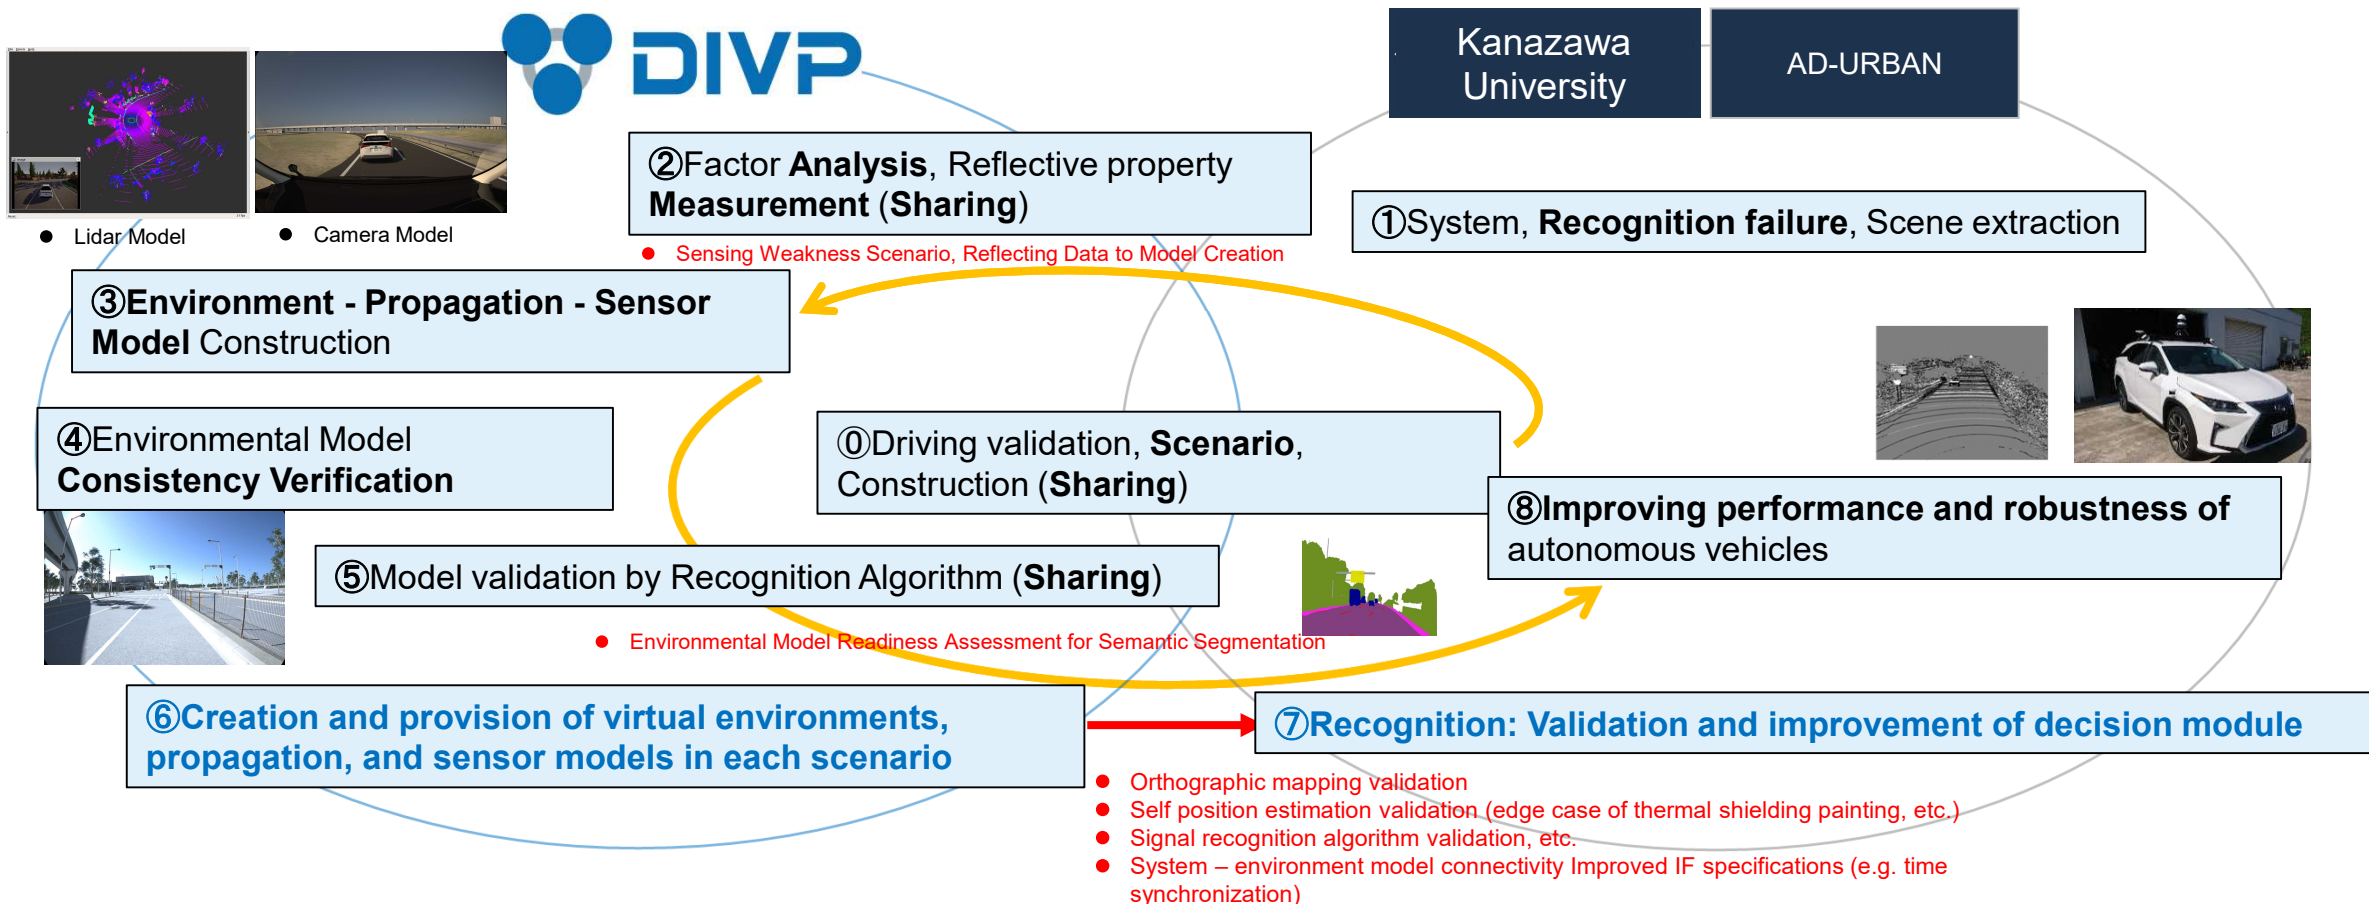 DIVP
Kanazawa
University
AD-URBAN
②Factor Analysis, Reflective property
Measurement (Sharing)
①System, Recognition failure, Scene extraction
● Lidar Model
● Camera Model
● Sensing Weakness Scenario, Reflecting Data to Model Creation
③Environment - Propagation - Sensor
Model Construction
④Environmental Model
Consistency Verification
⓪Driving validation, Scenario,
Construction (Sharing)
⑧Improving performance and robustness of
autonomous vehicles
⑤Model validation by Recognition Algorithm (Sharing)
● Environmental Model Readiness Assessment for Semantic Segmentation
⑥Creation and provision of virtual environments,
propagation, and sensor models in each scenario
⑦Recognition: Validation and improvement of decision module
● Orthographic mapping validation
● Self position estimation validation (edge case of thermal shielding painting, etc.)
● Signal recognition algorithm validation, etc.
● System – environment model connectivity Improved IF specifications (e.g. time
synchronization)